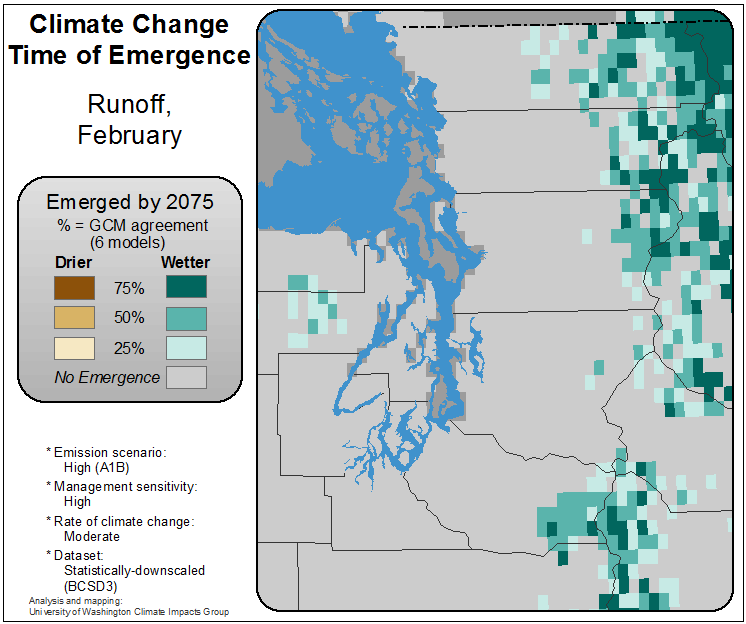 Climate Change
Time of Emergence
Runoff,
February
Emerged by 2075
% = GCM agreement
(6 models)
Drier Wetter
75%
50%
25%
No Emergence
* Emission scenario:
High (A1B)
* Management sensitivity:
High
* Rate of climate change:
Moderate
* Dataset:
Statistically-downscaled
(BCSD3)
Analysis and mapping:
University of Washington Climate Impacts Group